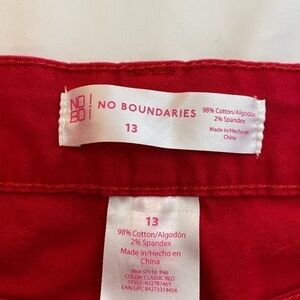 NO
BO!
NO BOUNDARIES
13
98% Cotton/Algodón
2% Spandex
Made in/Hecho en
China
13
98% Cotton/Algodón
2% Spandex
Made in/Hecho en
China
COLOR: CLASSIC RED